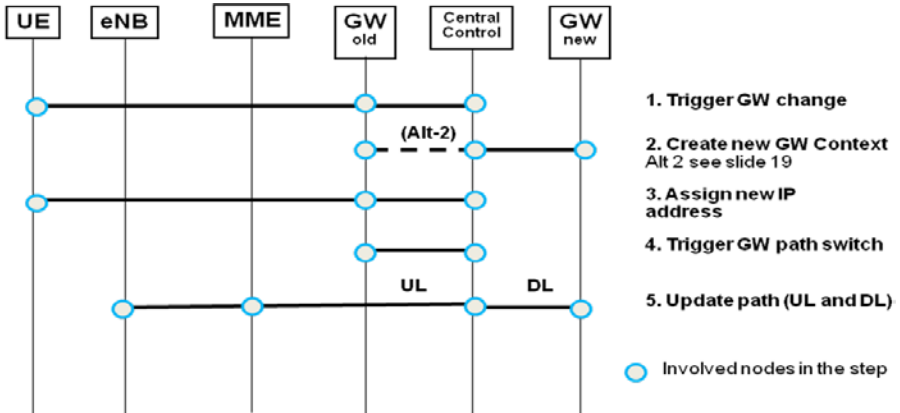 UE
eNB
MME
GW
old
Central
Control
GW
new
1. Trigger GW change
(Alt-2)
2. Create new GW Context
Alt 2 see slide 19
3. Assign new IP
address
4. Trigger GW path switch
UL
DL
5. Update path (UL and DL)
Involved nodes in the step